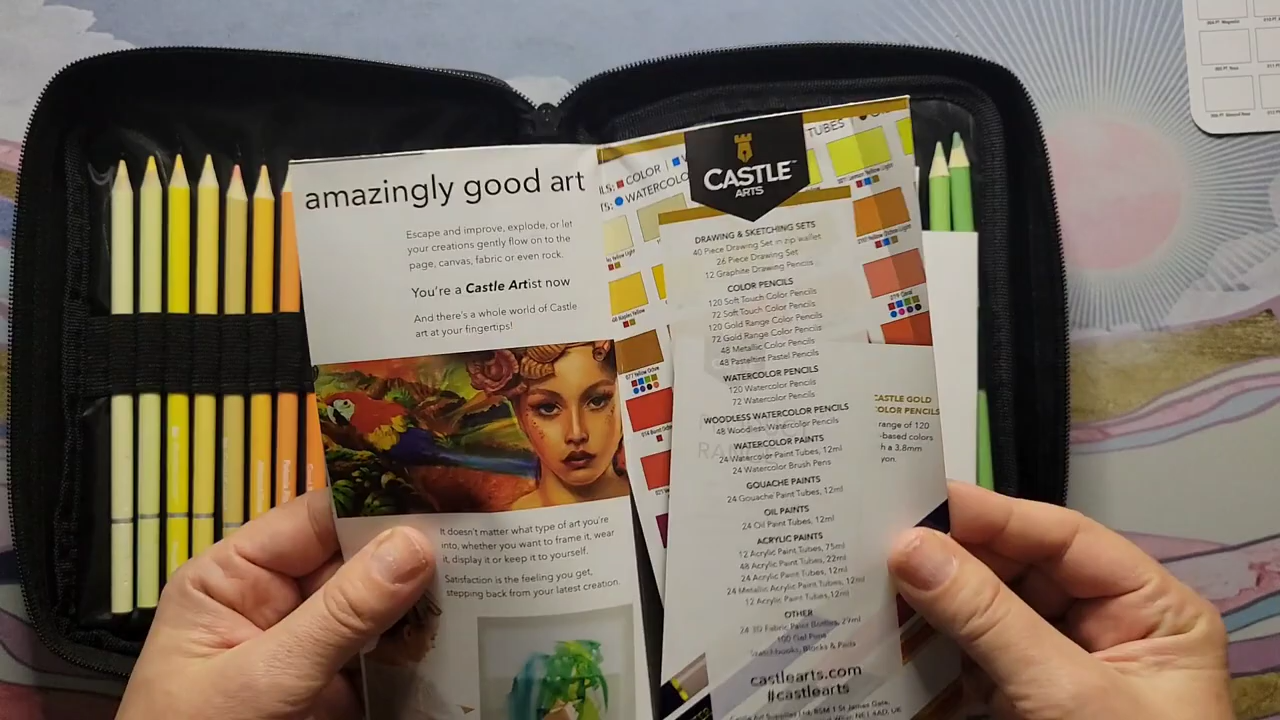 amazingly good art
Escape and improve, explode, or let
your creations gently flow on to the
page, canvas, fabric or even rock.
You're a Castle Artist now
And there's a whole world of Castle
art at your fingertips!
It doesn't matter what type of art you're
into, whether you want to frame it, wear
it, display it or keep it to yourself.
Satisfaction is the feeling you get,
stepping back from your latest creation.
COLOR |
TUBES
WATERCOLO
CASTLE
ARTS
DRAWING & SKETCHING SETS
40 Piece Drawing Set in zip wallet
26 Piece Drawing Set
12 Graphite Drawing Pencils
COLOR PENCILS
120 Soft Touch Color Pencils
72 Soft Touch Color Pencils
120 Gold Range Color Pencils
72 Gold Range Color Pencils
48 Metallic Color Pencils
48 Pasteltint Pastel Pencils
WATERCOLOR PENCILS
120 Watercolor Pencils
72 Watercolor Pencils
WOODLESS WATERCOLOR PENCILS
48 Woodless Watercolor Pencils
WATERCOLOR PAINTS
24 Watercolor Paint Tubes, 12ml
24 Watercolor Brush Pens
GOUACHE PAINTS
24 Gouache Paint Tubes, 12ml
OIL PAINTS
24 Oil Paint Tubes, 12ml
ACRYLIC PAINTS
12 Acrylic Paint Tubes, 75ml
48 Acrylic Paint Tubes, 22ml
24 Acrylic Paint Tubes, 12ml
24 Metallic Acrylic Paint Tubes, 12ml
12 Acrylic Paint Tubes, 12ml
OTHER
24 3D Fabric Paint Bottles, 29ml
100 Gel Pens
Sketchbooks, Blocks & Pads
castlearts.com
#castlearts
CASTLE GOLD
COLOR PENCILS
range of 120
-based colors
h a 3.8mm
yon.